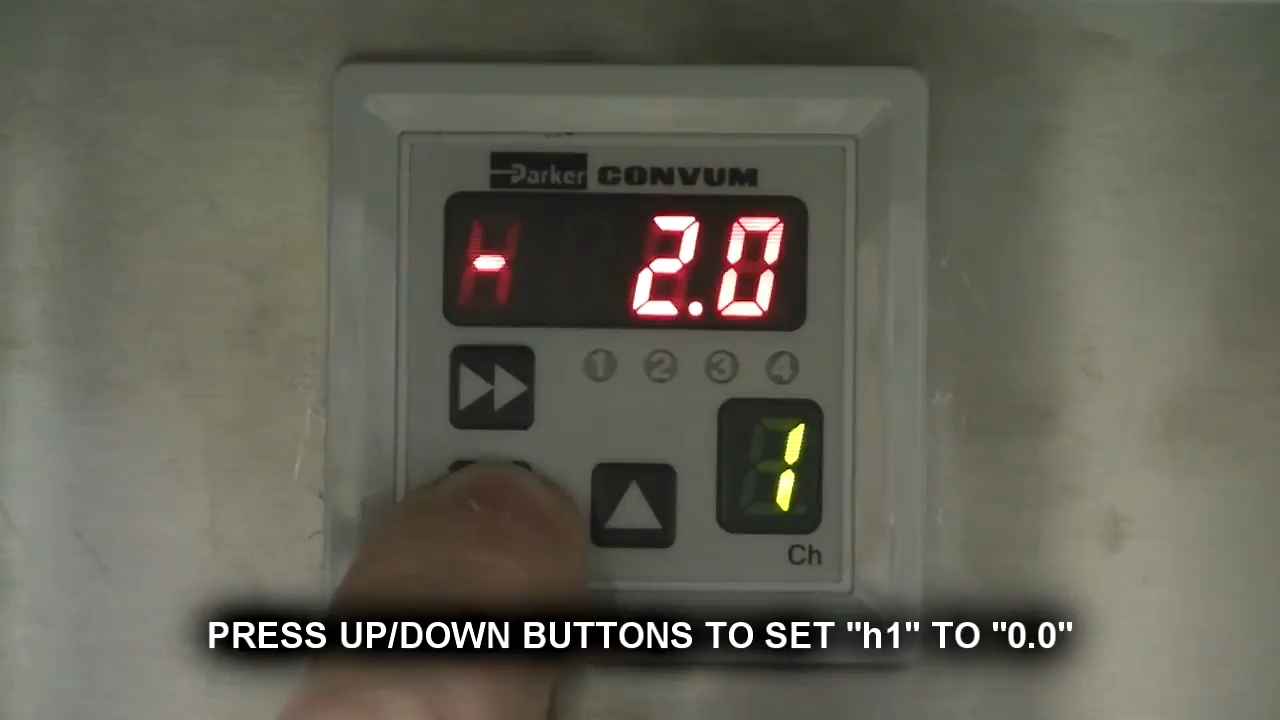 Parker CONVUM
- 2.0
1 2 3 4
1
Ch
PRESS UP/DOWN BUTTONS TO SET "h1" TO "0.0"